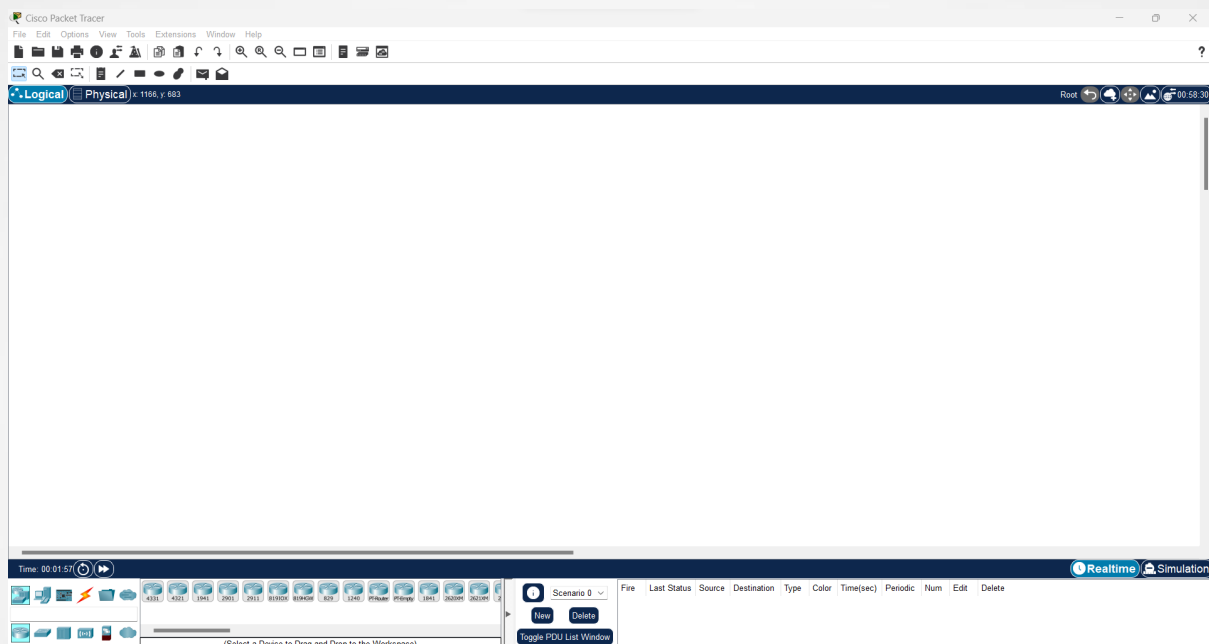 Cisco Packet Tracer
File Edit Options View Tools Extensions Window Help
?
Logical Physical x: 1166, y: 683 Root 00:58:30
Time: 00:01:57 Realtime Simulation
4331 4321 1941 2901 2911 819IOX 819HGW 829 1240 PT-Router PT-Empty 1841 2620XM 2621XM 2
Scenario 0
Fire Last Status Source Destination Type Color Time(sec) Periodic Num Edit Delete
New Delete
Toggle PDU List Window
(Select a Device to Drag and Drop to the Workspace)